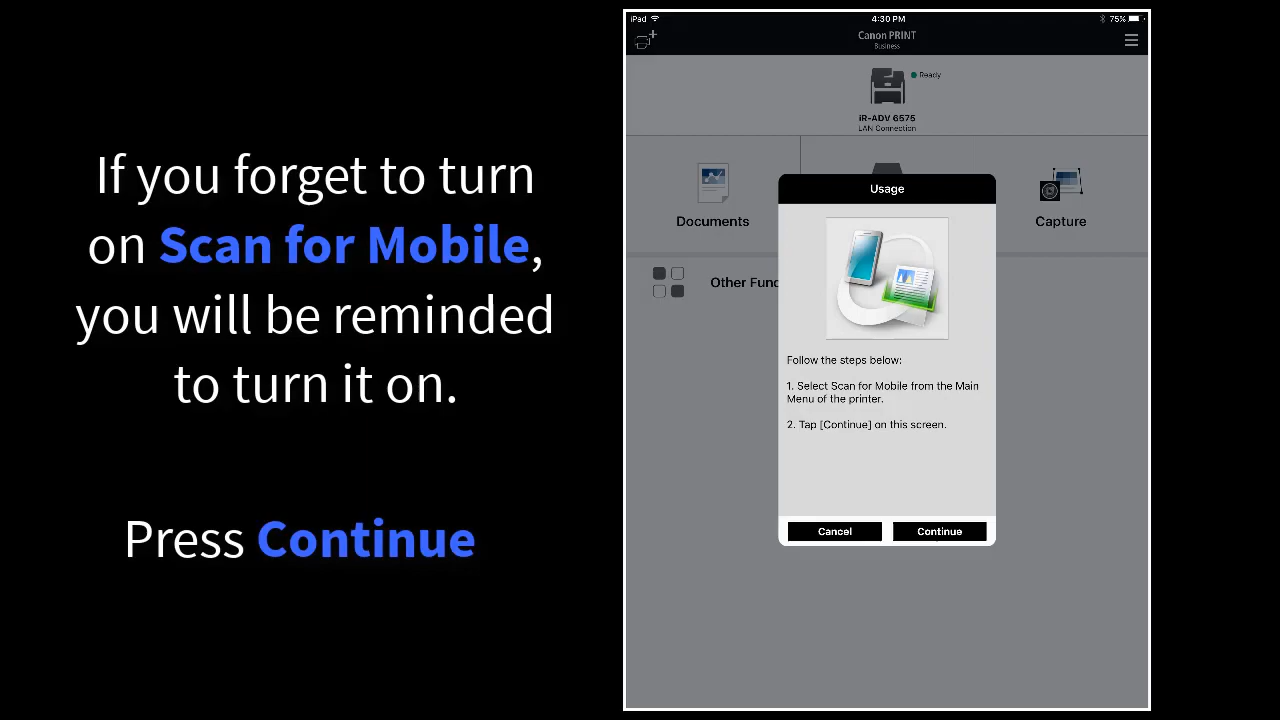 If you forget to turn
on Scan for Mobile,
you will be reminded
to turn it on.
Press Continue
iPad
4:30 PM
75%
Canon PRINT
Business
Ready
iR-ADV 6575
LAN Connection
Documents
Capture
Other Func
Usage
Follow the steps below:
1. Select Scan for Mobile from the Main
Menu of the printer.
2. Tap [Continue] on this screen.
Cancel
Continue